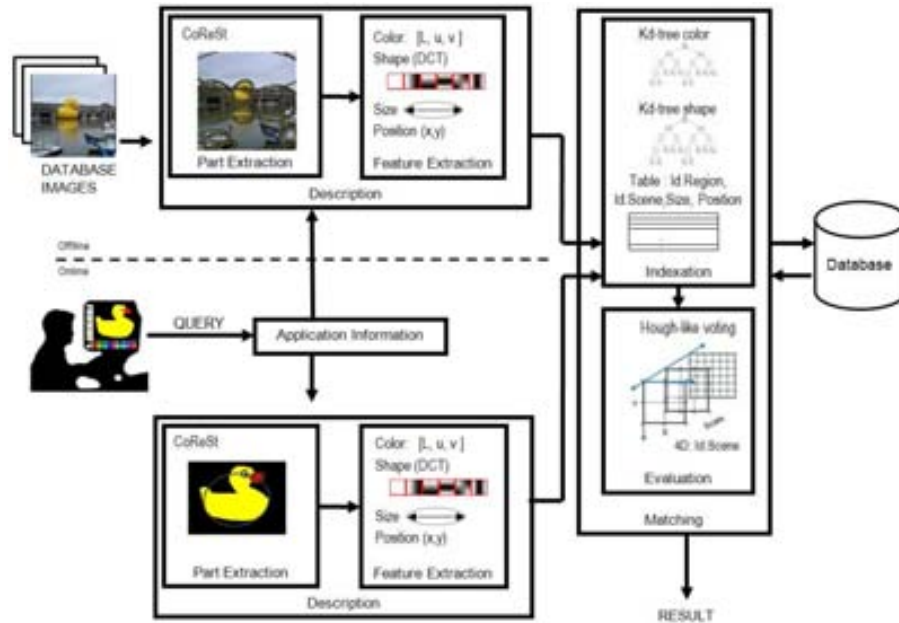 CoReSt
Part Extraction
Color: [L, u, v ]
Shape (DCT)
Size
Position (x,y)
Feature Extraction
Description
DATABASE
IMAGES
Offline
Online
QUERY
Application Information
CoReSt
Part Extraction
Color: [L, u, v ]
Shape (DCT)
Size
Position (x,y)
Feature Extraction
Description
Kd-tree color
Kd-tree shape
Table : Id.Region,
Id.Scene,Size, Position
Indexation
Database
Hough-like voting
Scale
4D: Id.Scene
Evaluation
Matching
RESULT